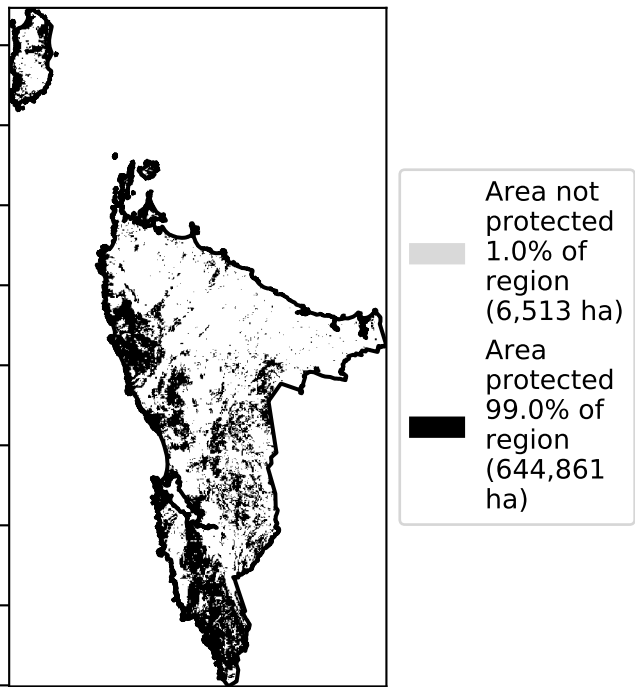 Area not
protected
1.0% of
region
(6,513 ha)
Area
protected
99.0% of
region
(644,861
ha)